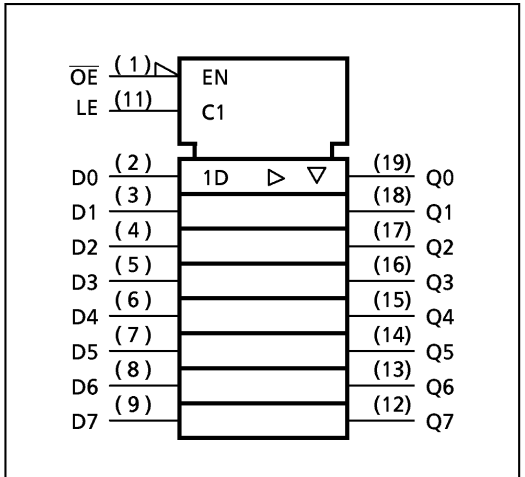 OE (1) EN
LE (11) C1
D0 (2) 1D (19) Q0
D1 (3) (18) Q1
D2 (4) (17) Q2
D3 (5) (16) Q3
D4 (6) (15) Q4
D5 (7) (14) Q5
D6 (8) (13) Q6
D7 (9) (12) Q7